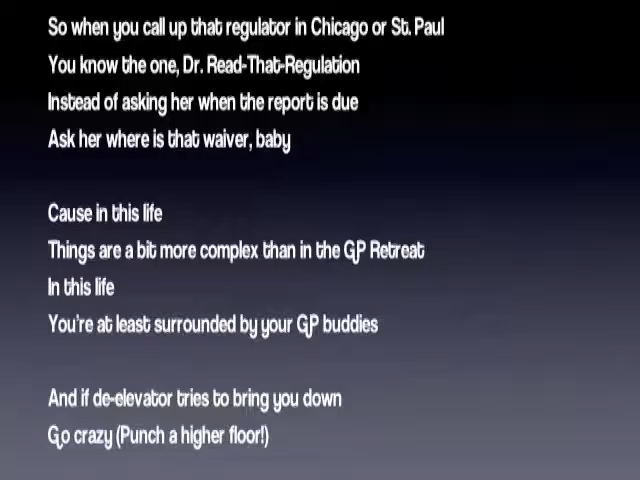 So when you call up that regulator in Chicago or St. Paul
You know the one, Dr. Read-That-Regulation
Instead of asking her when the report is due
Ask her where is that waiver, baby
Cause in this life
Things are a bit more complex than in the GP Retreat
In this life
You're at least surrounded by your GP buddies
And if de-elevator tries to bring you down
Go crazy (Punch a higher floor!)